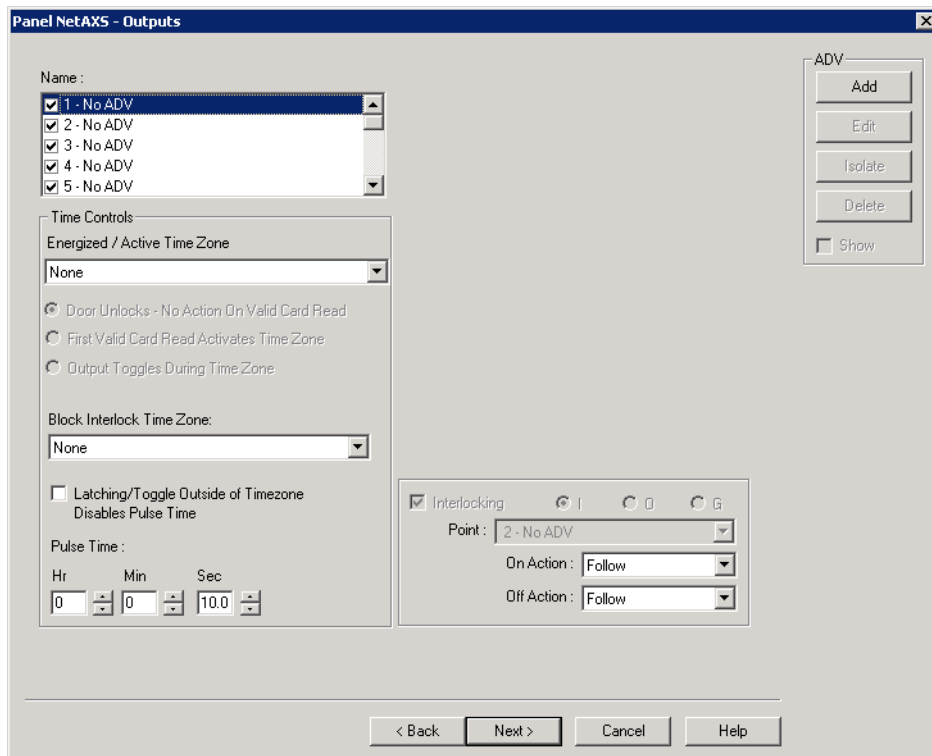 Panel NetAXS - Outputs
Name :
1 - No ADV
2 - No ADV
3 - No ADV
4 - No ADV
5 - No ADV
ADV
Add
Edit
Isolate
Delete
Show
Time Controls
Energized / Active Time Zone
None
Door Unlocks - No Action On Valid Card Read
First Valid Card Read Activates Time Zone
Output Toggles During Time Zone
Block Interlock Time Zone:
None
Latching/Toggle Outside of Timezone
Disables Pulse Time
Pulse Time :
Hr Min Sec
0 0 10.0
Interlocking I O G
Point : 2 - No ADV
On Action : Follow
Off Action : Follow
< Back Next > Cancel Help